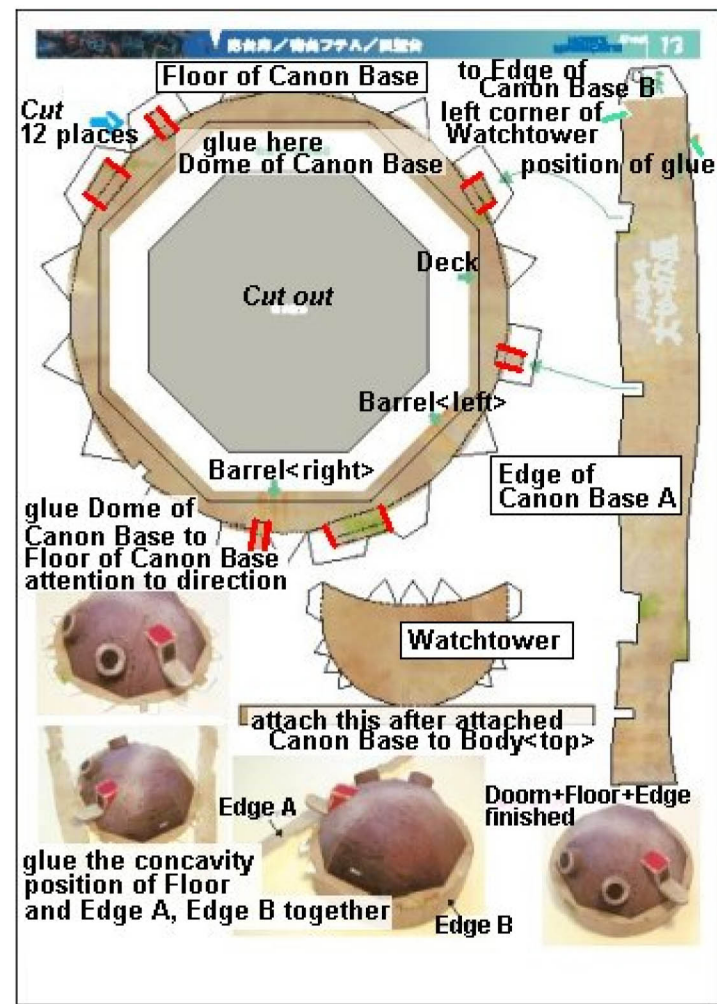 13
Floor of Canon Base
to Edge of
Canon Base B
Cut
12 places
left corner of
Watchtower
glue here
Dome of Canon Base
position of glue
Deck
Cut out
Barrel<left>
Barrel<right>
Edge of
Canon Base A
glue Dome of
Canon Base to
Floor of Canon Base
attention to direction
Watchtower
attach this after attached
Canon Base to Body<top>
Edge A
Doom+Floor+Edge
finished
glue the concavity
position of Floor
and Edge A, Edge B together
Edge B